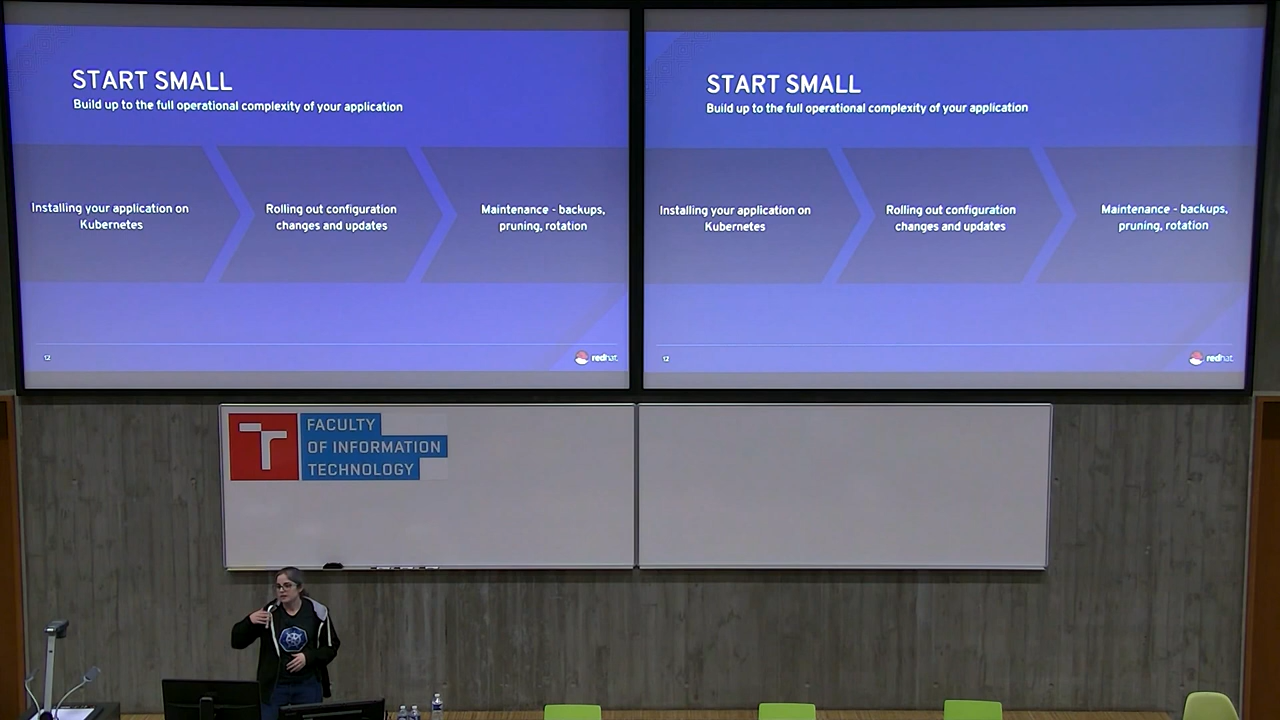 START SMALL
Build up to the full operational complexity of your application
Installing your application on
Kubernetes
Rolling out configuration
changes and updates
Maintenance - backups,
pruning, rotation
12
redhat.
START SMALL
Build up to the full operational complexity of your application
Installing your application on
Kubernetes
Rolling out configuration
changes and updates
Maintenance - backups,
pruning, rotation
12
redhat.
FACULTY
OF INFORMATION
TECHNOLOGY